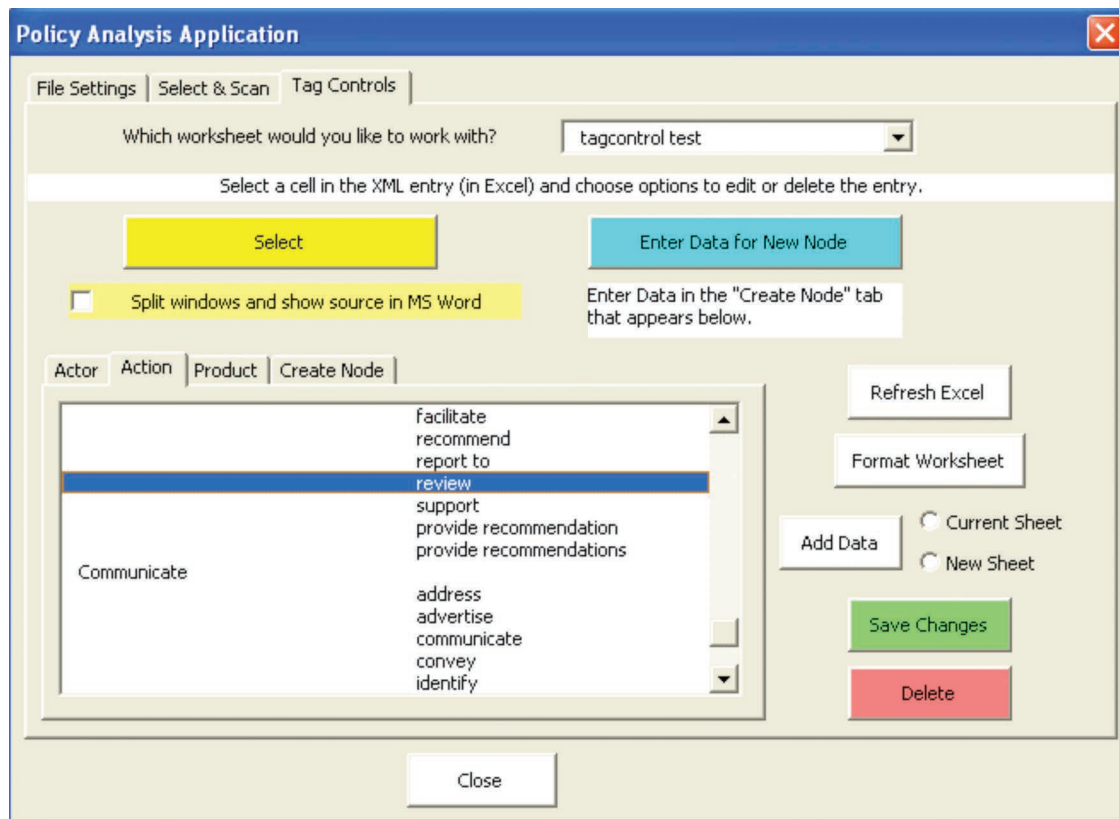 Policy Analysis Application
File Settings
Select & Scan
Tag Controls
Which worksheet would you like to work with?
tagcontrol test
Select a cell in the XML entry (in Excel) and choose options to edit or delete the entry.
Select
Enter Data for New Node
Split windows and show source in MS Word
Enter Data in the "Create Node" tab
that appears below.
Actor
Action
Product
Create Node
facilitate
recommend
report to
review
support
provide recommendation
provide recommendations
Communicate
address
advertise
communicate
convey
identify
Refresh Excel
Format Worksheet
Add Data
Current Sheet
New Sheet
Save Changes
Delete
Close